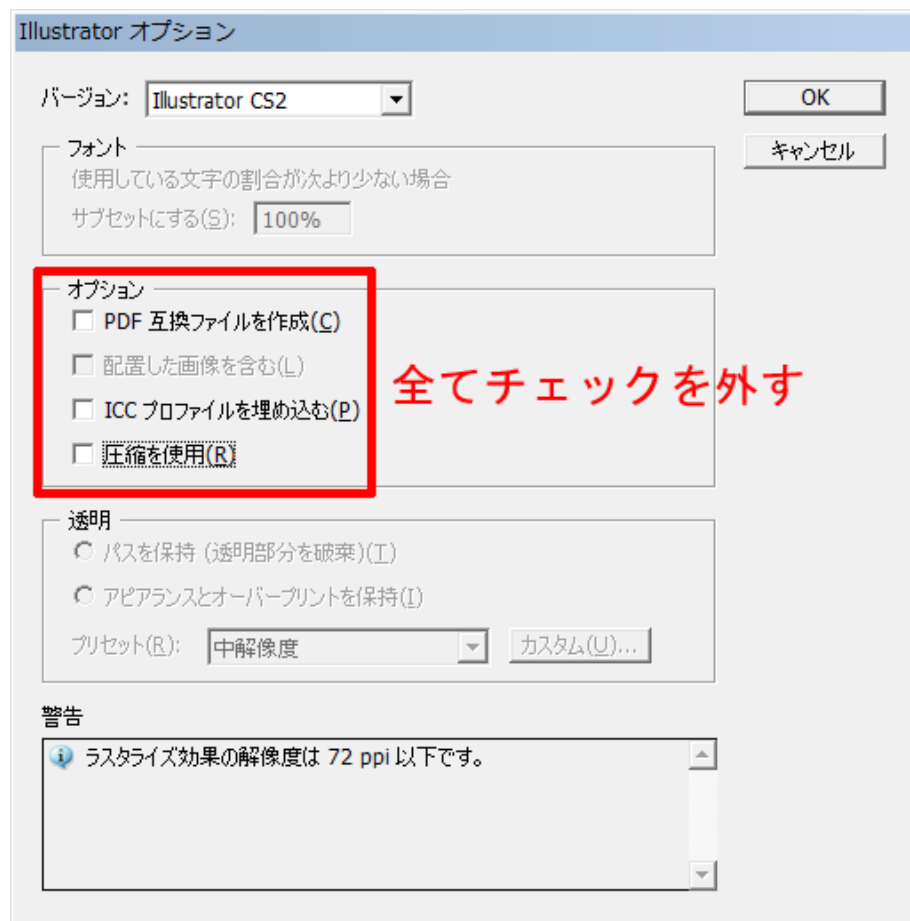 Illustrator オプション
バージョン: Illustrator CS2
OK
キャンセル
フォント
使用している文字の割合が次より少ない場合
サブセットにする(S): 100%
オプション
PDF 互換ファイルを作成(C)
配置した画像を含む(L)
ICC プロファイルを埋め込む(P)
圧縮を使用(R)
全てチェックを外す
透明
パスを保持 (透明部分を破棄)(T)
アピアランスとオーバープリントを保持(I)
プリセット(R): 中解像度 カスタム(U)...
警告
ラスタライズ効果の解像度は 72 ppi 以下です。